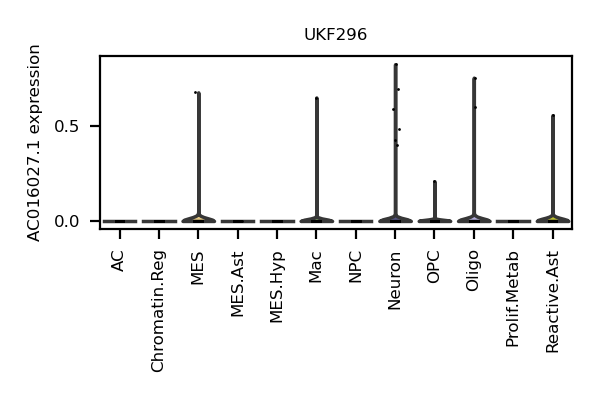 UKF296
AC016027.1 expression
0.5
0.0
AC
Chromatin.Reg
MES
MES.Ast
MES.Hyp
Mac
NPC
Neuron
OPC
Oligo
Prolif.Metab
Reactive.Ast